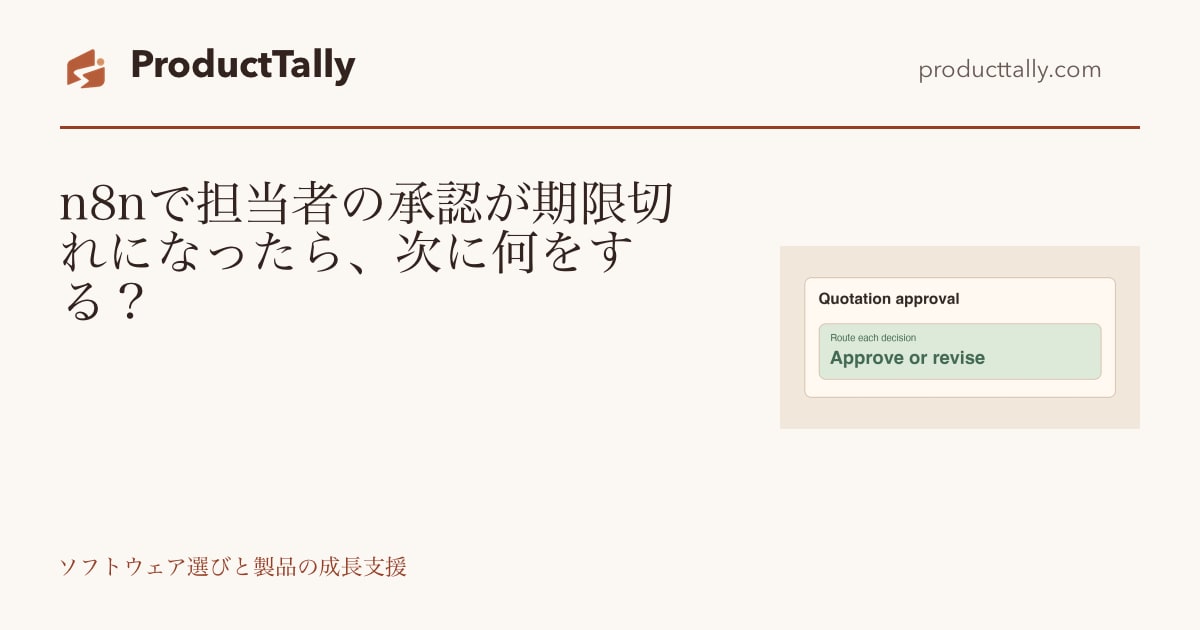 ProductTally
producttally.com
n8nで担当者の承認が期限切
れになったら、次に何をす
る？
Quotation approval
Route each decision
Approve or revise
ソフトウェア選びと製品の成長支援